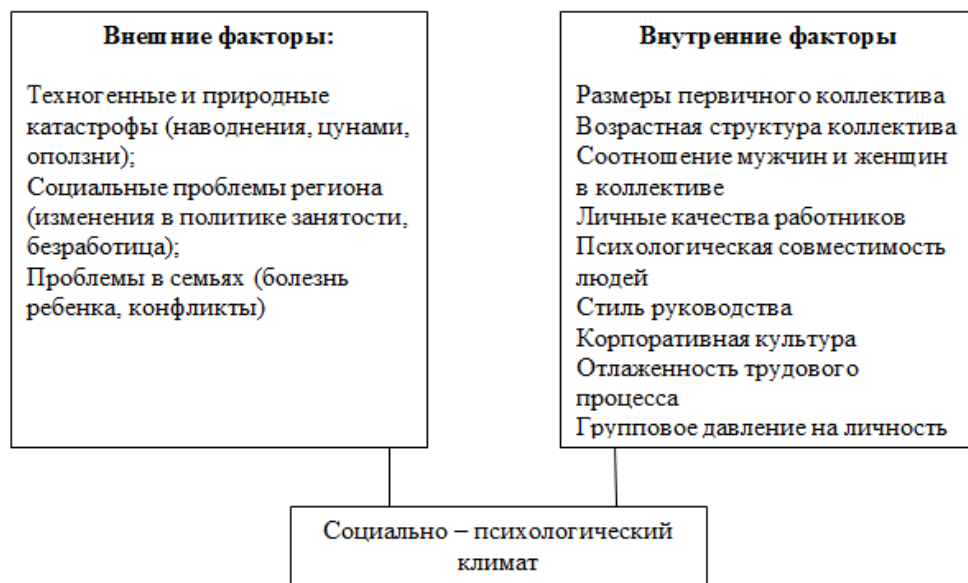 Внешние факторы:
Техногенные и природные
катастрофы (наводнения, цунами,
оползни);
Социальные проблемы региона
(изменения в политике занятости,
безработица);
Проблемы в семьях (болезнь
ребенка, конфликты)
Внутренние факторы
Размеры первичного коллектива
Возрастная структура коллектива
Соотношение мужчин и женщин
в коллективе
Личные качества работников
Психологическая совместимость
людей
Стиль руководства
Корпоративная культура
Отлаженность трудового
процесса
Групповое давление на личность
Социально – психологический
климат